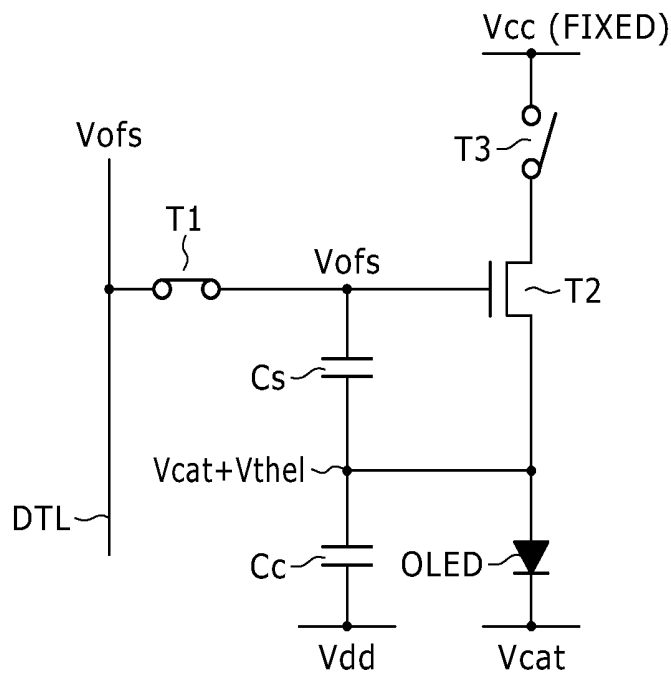 Vcc (FIXED)
Vofs
T3
T1
Vofs
T2
Cs
Vcat+Vthel
DTL
Cc
OLED
Vdd
Vcat